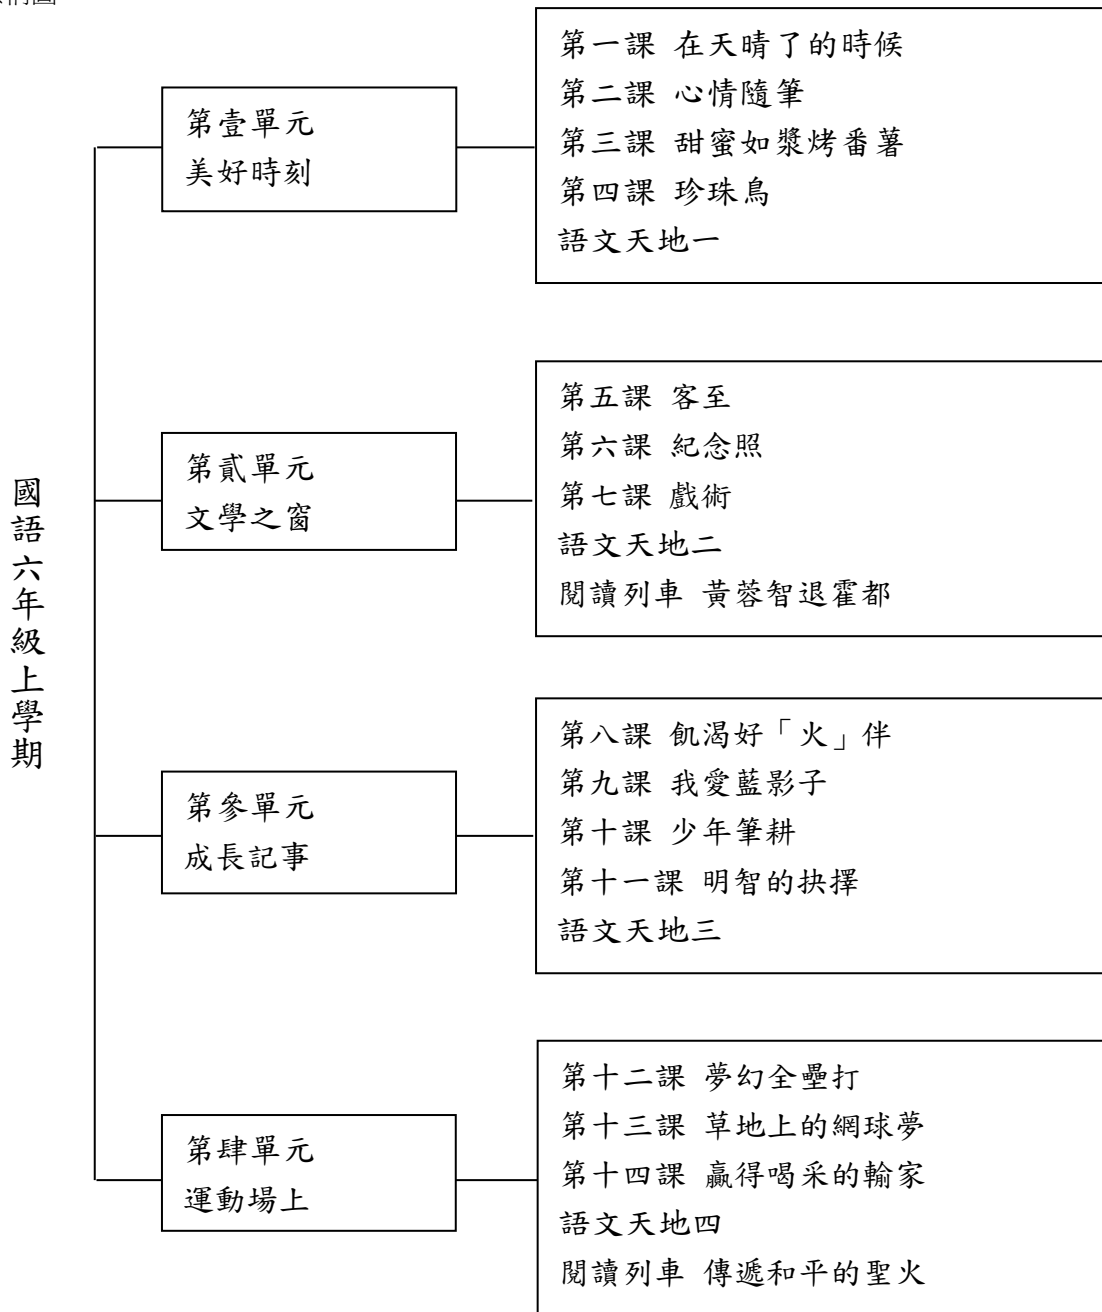 國語六年級上學期
第壹單元
美好時刻
第一課 在天晴了的時候
第二課 心情隨筆
第三課 甜蜜如漿烤番薯
第四課 珍珠鳥
語文天地一
第貳單元
文學之窗
第五課 客至
第六課 紀念照
第七課 戲術
語文天地二
閱讀列車 黃蓉智退霍都
第參單元
成長記事
第八課 飢渴好「火」伴
第九課 我愛藍影子
第十課 少年筆耕
第十一課 明智的抉擇
語文天地三
第肆單元
運動場上
第十二課 夢幻全壘打
第十三課 草地上的網球夢
第十四課 贏得喝采的輸家
語文天地四
閱讀列車 傳遞和平的聖火